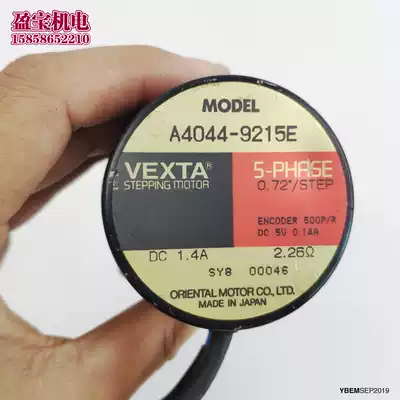 盈宝机电
15858652210
MODEL
A4044-9215E
VEXTA®
STEPPING MOTOR
5-PHASE
0.72°/STEP
ENCODER 500P/R
DC 5V 0.14A
DC 1.4A 2.26Ω
SY8 00046
ORIENTAL MOTOR CO., LTD.
MADE IN JAPAN
YBEMSEP2019